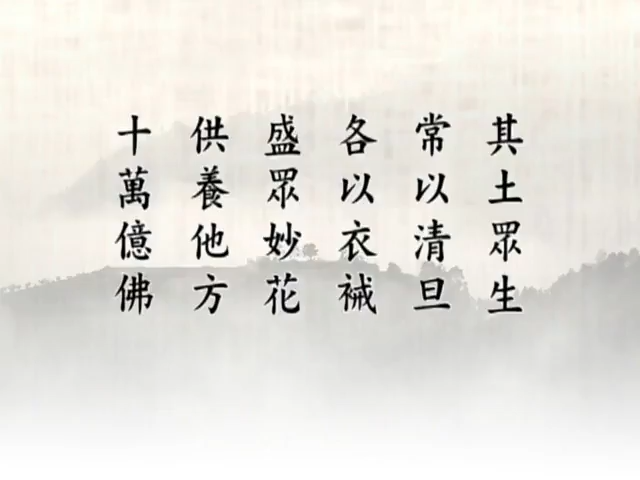 其土眾生
常以清旦
各以衣裓
盛眾妙花
供養他方
十萬億佛